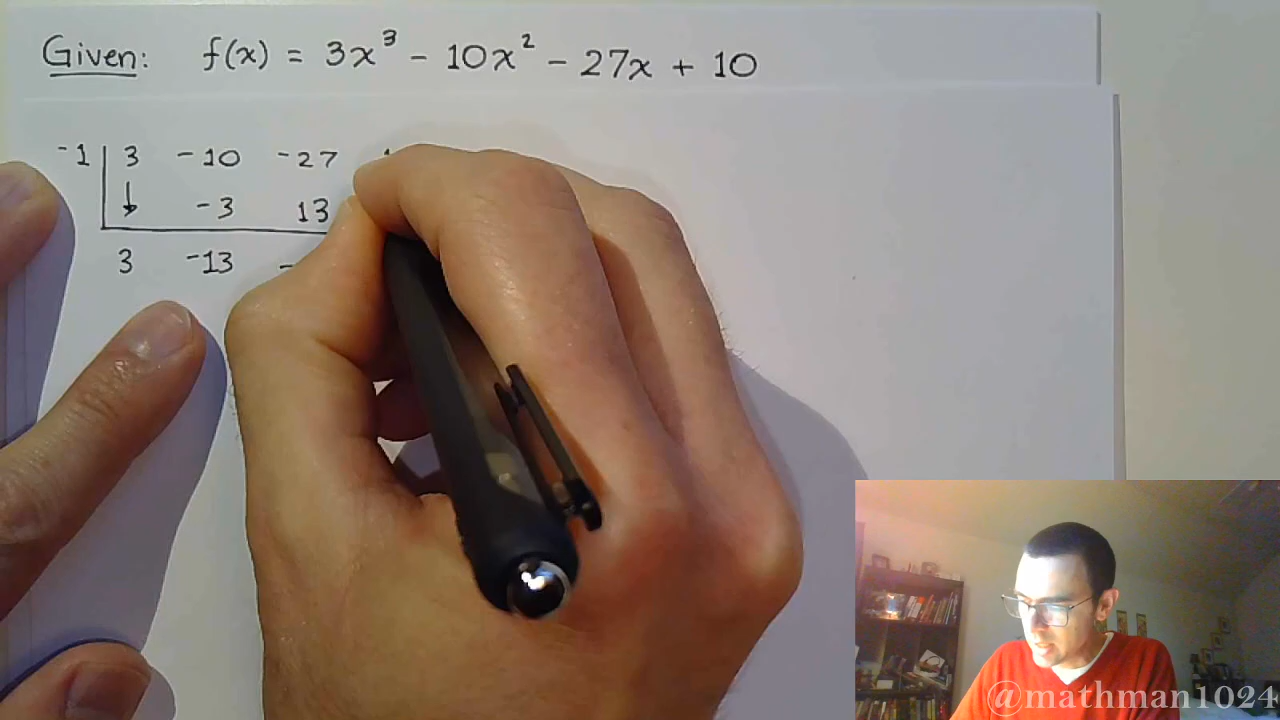 Given: f(x) = 3x³ - 10x² - 27x + 10
-1 | 3 -10 -27
↓ -3 13
3 -13 -
@mathman1024